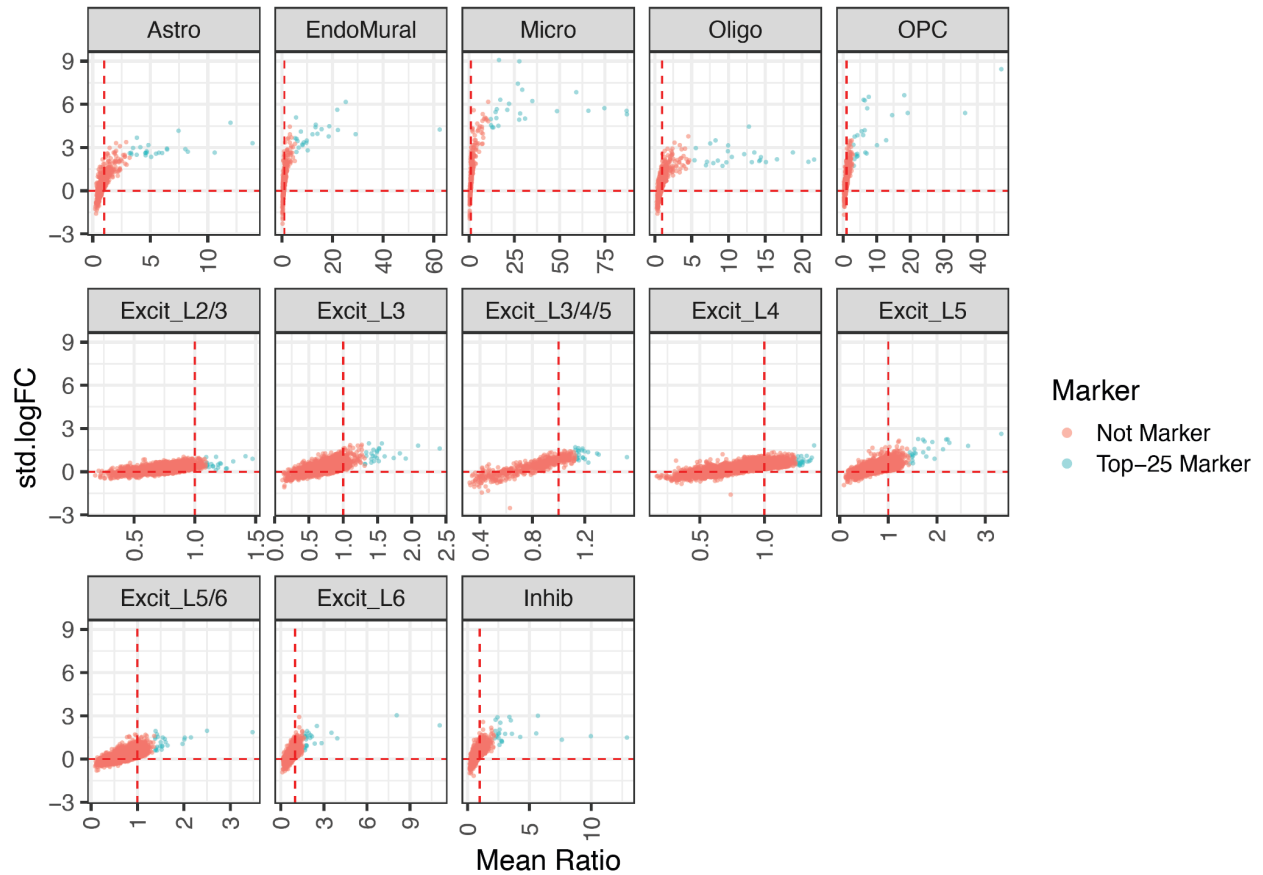 Astro EndoMural Micro Oligo OPC
9
6
3
0
−3
0 5 10 0 20 40 60 0 25 50 75 0 5 10 15 20 0 10 20 30 40
Excit_L2/3 Excit_L3 Excit_L3/4/5 Excit_L4 Excit_L5
9
6
3
0
−3
0.5 1.0 1.5 0.0 0.5 1.0 1.5 2.0 2.5 0.4 0.8 1.2 0.5 1.0 0 1 2 3
Excit_L5/6 Excit_L6 Inhib
9
6
3
0
−3
0 1 2 3 0 3 6 9 0 5 10
Mean Ratio
std.logFC
Marker
Not Marker
Top−25 Marker